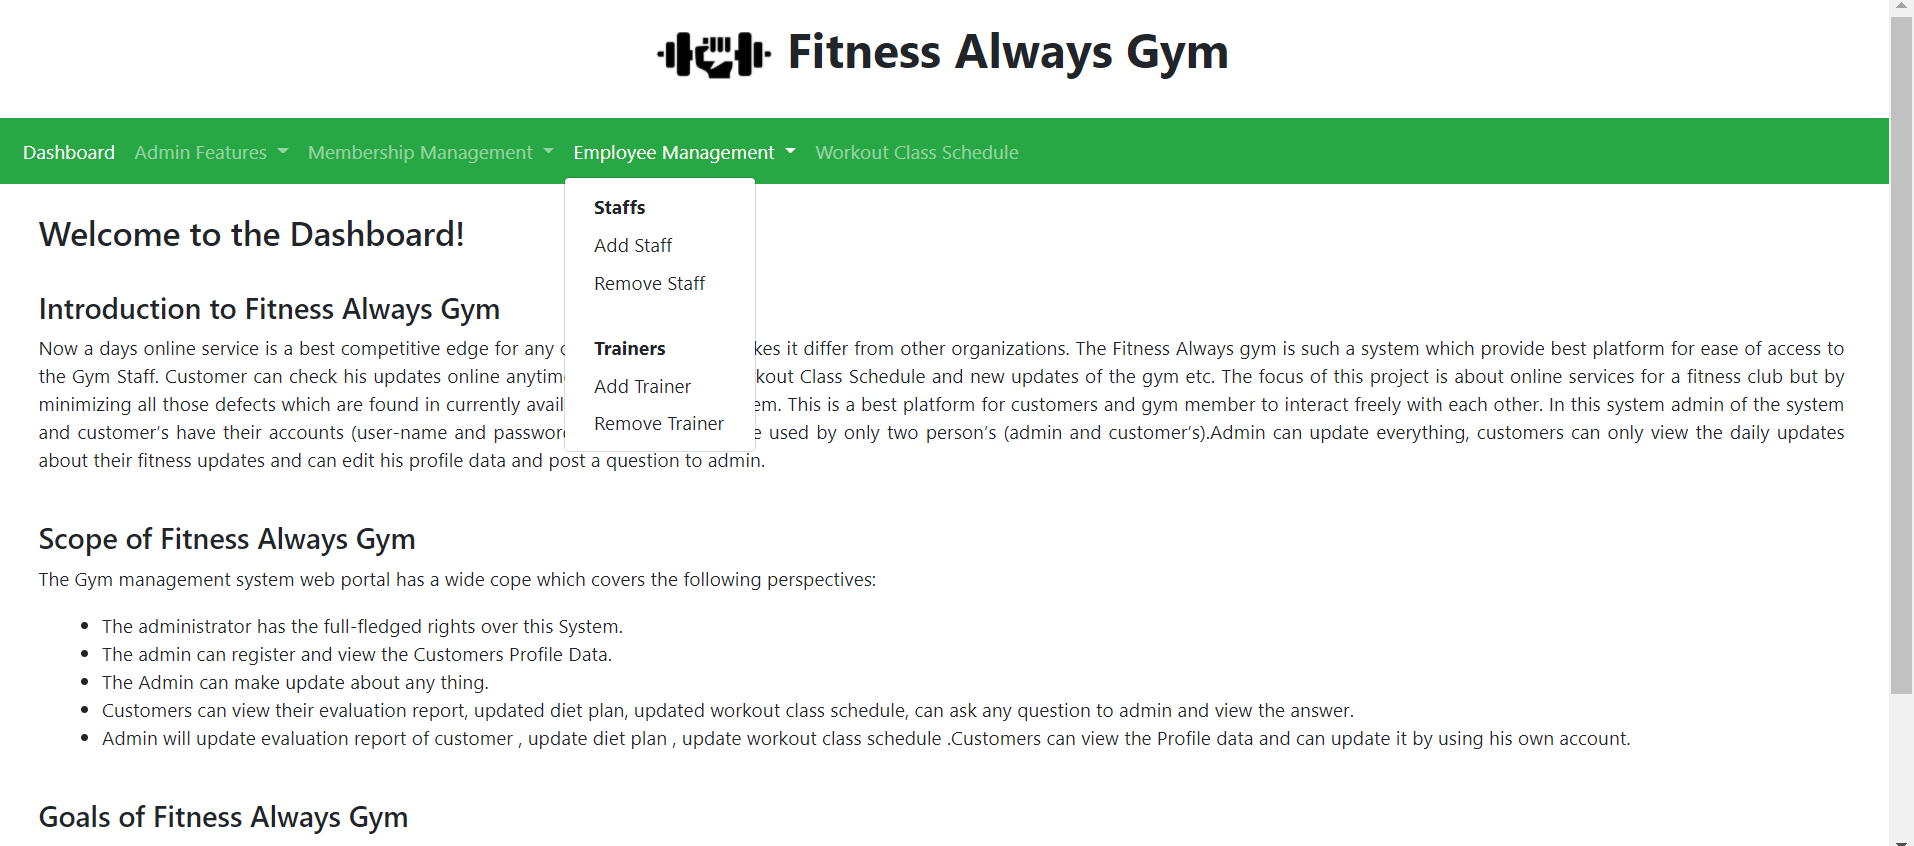 Fitness Always Gym
Dashboard Admin Features Membership Management Employee Management Workout Class Schedule
Staffs
Add Staff
Remove Staff
Trainers
Add Trainer
Remove Trainer
Welcome to the Dashboard!
Introduction to Fitness Always Gym
Now a days online service is a best competitive edge for any kes it differ from other organizations. The Fitness Always gym is such a system which provide best platform for ease of access to
the Gym Staff. Customer can check his updates online anytim kout Class Schedule and new updates of the gym etc. The focus of this project is about online services for a fitness club but by
minimizing all those defects which are found in currently avail em. This is a best platform for customers and gym member to interact freely with each other. In this system admin of the system
and customer’s have their accounts (user-name and passwor e used by only two person’s (admin and customer’s).Admin can update everything, customers can only view the daily updates
about their fitness updates and can edit his profile data and post a question to admin.
Scope of Fitness Always Gym
The Gym management system web portal has a wide cope which covers the following perspectives:
The administrator has the full-fledged rights over this System.
The admin can register and view the Customers Profile Data.
The Admin can make update about any thing.
Customers can view their evaluation report, updated diet plan, updated workout class schedule, can ask any question to admin and view the answer.
Admin will update evaluation report of customer , update diet plan , update workout class schedule .Customers can view the Profile data and can update it by using his own account.
Goals of Fitness Always Gym